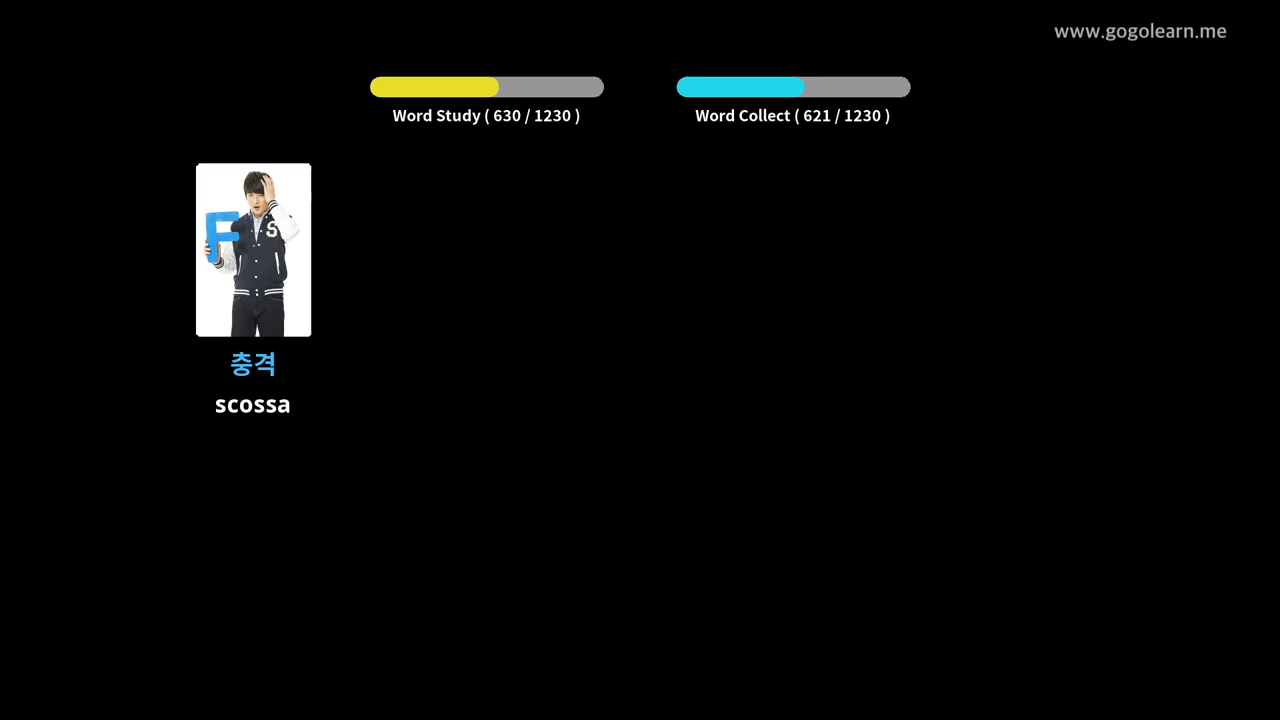 www.gogolearn.me
Word Study ( 630 / 1230 )
Word Collect ( 621 / 1230 )
F
S
충격
scossa